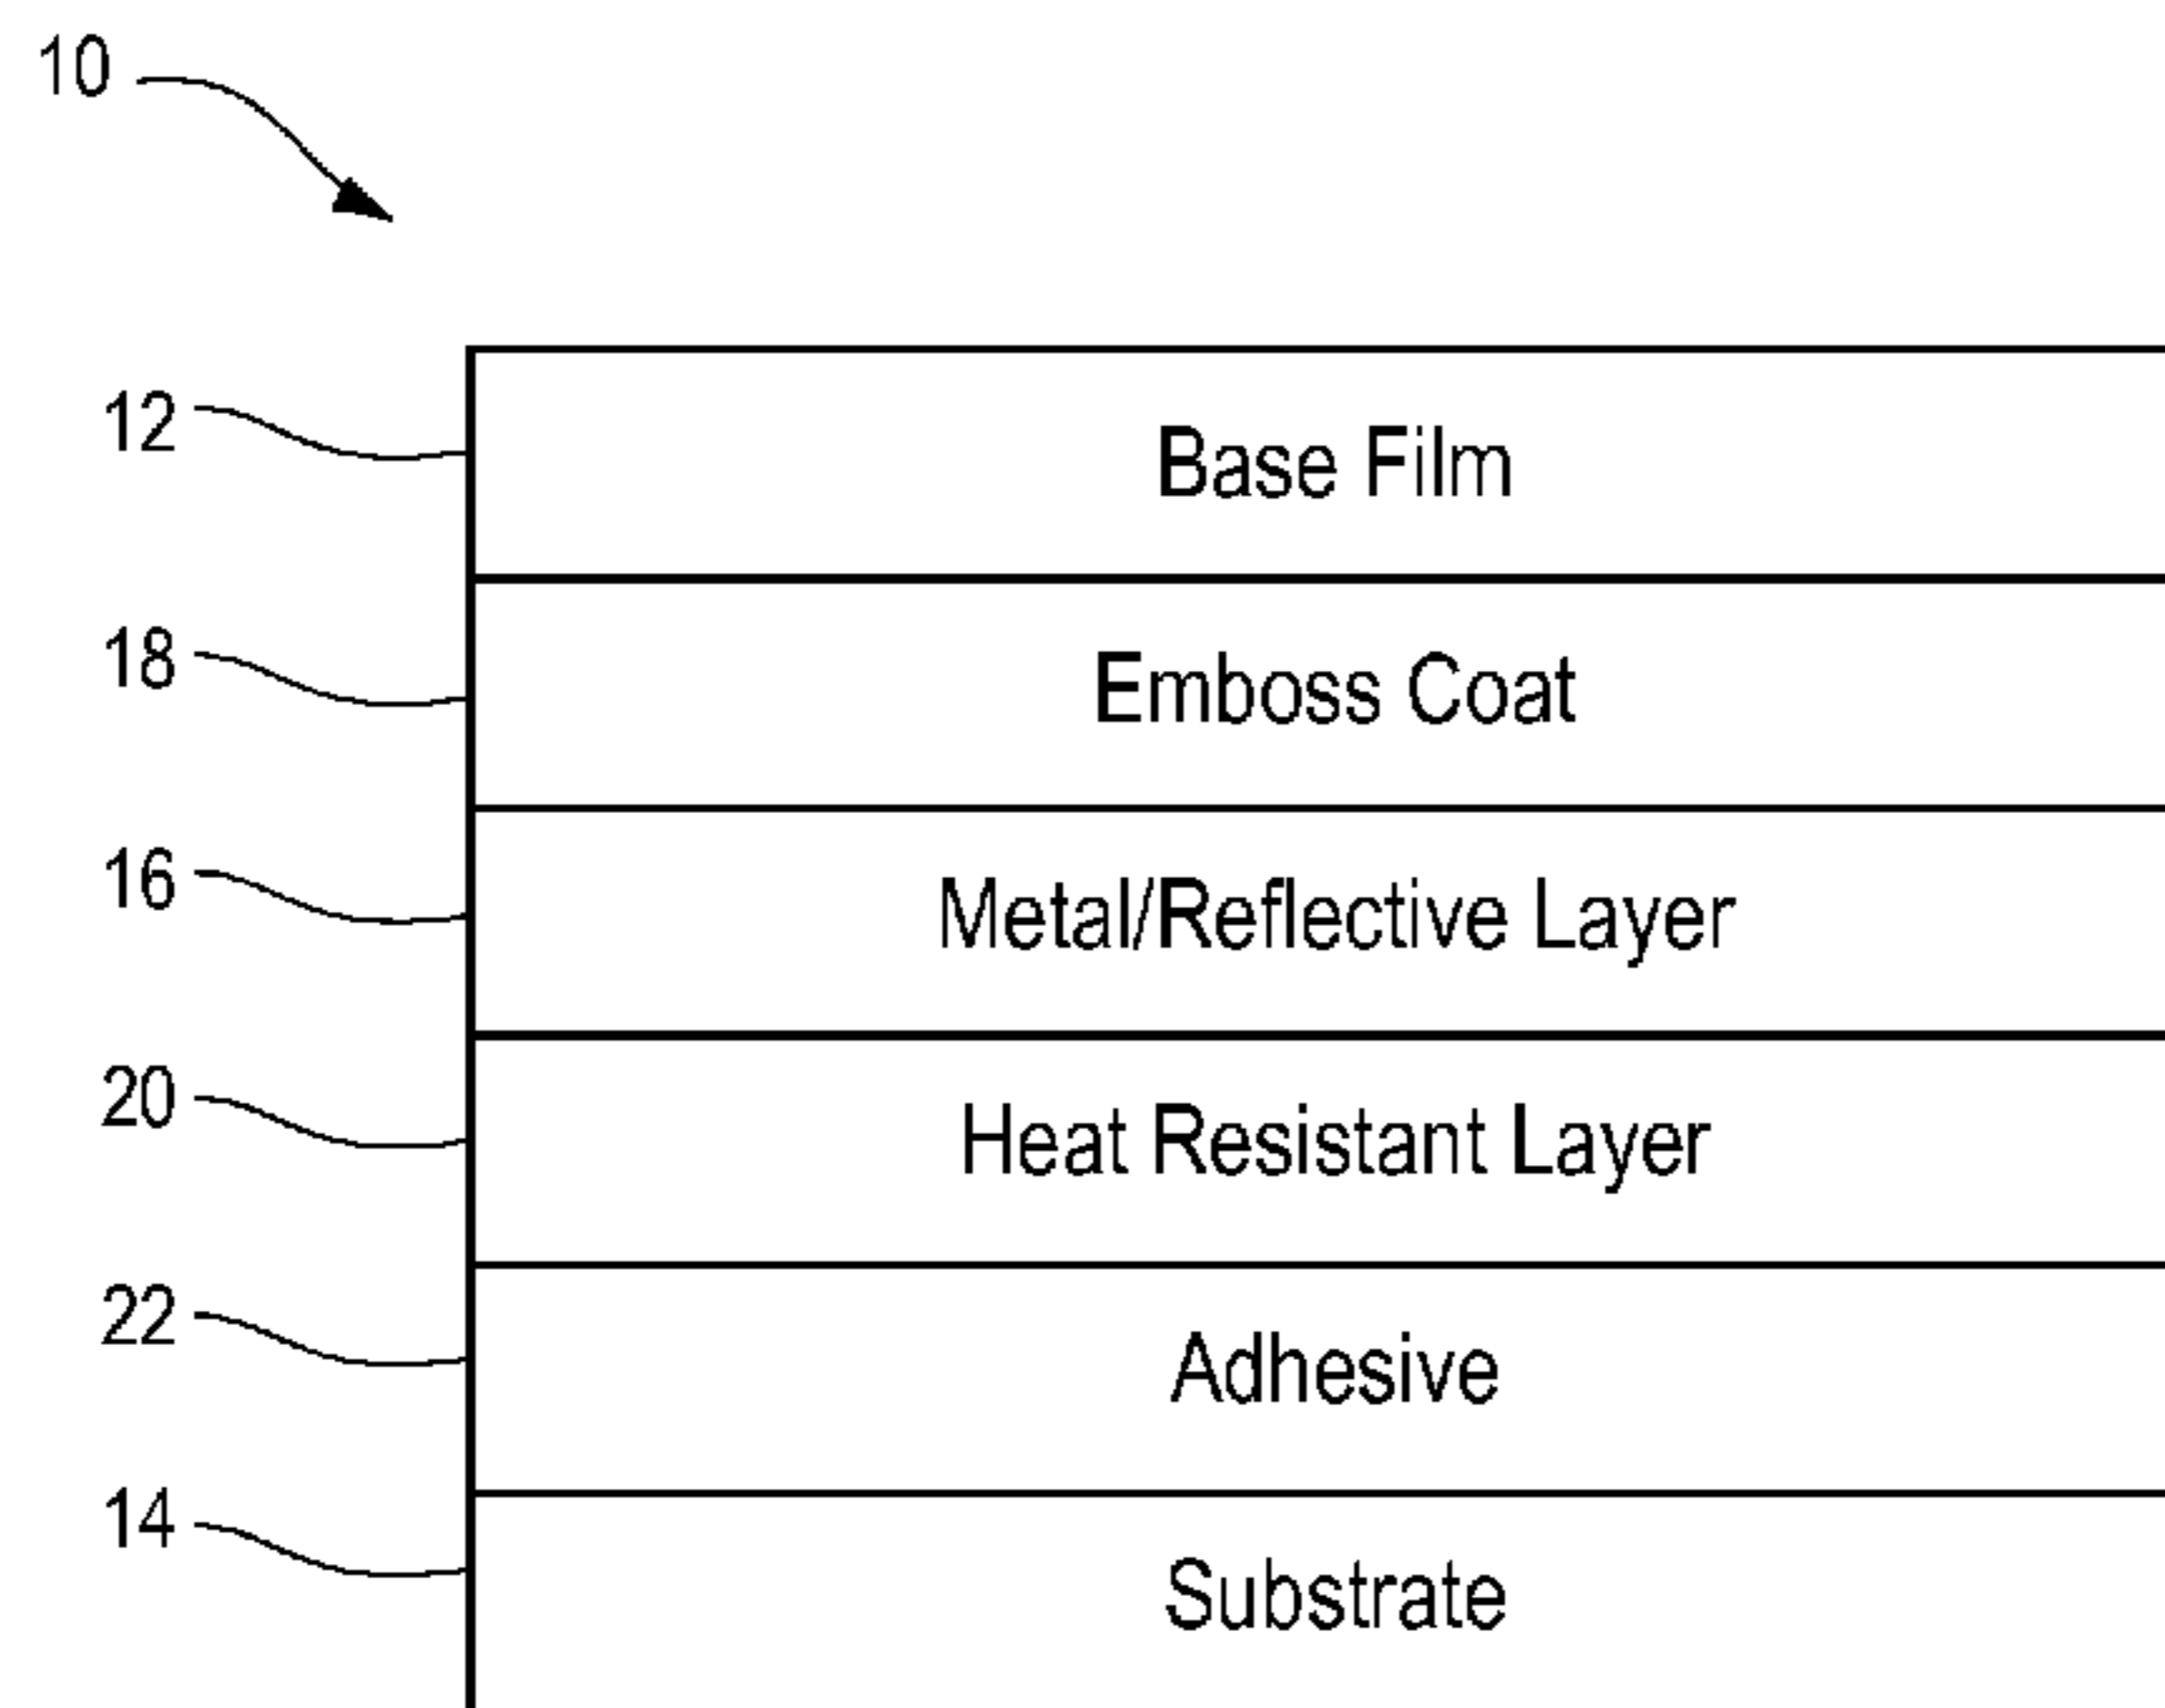 10
12 Base Film
18 Emboss Coat
16 Metal/Reflective Layer
20 Heat Resistant Layer
22 Adhesive
14 Substrate